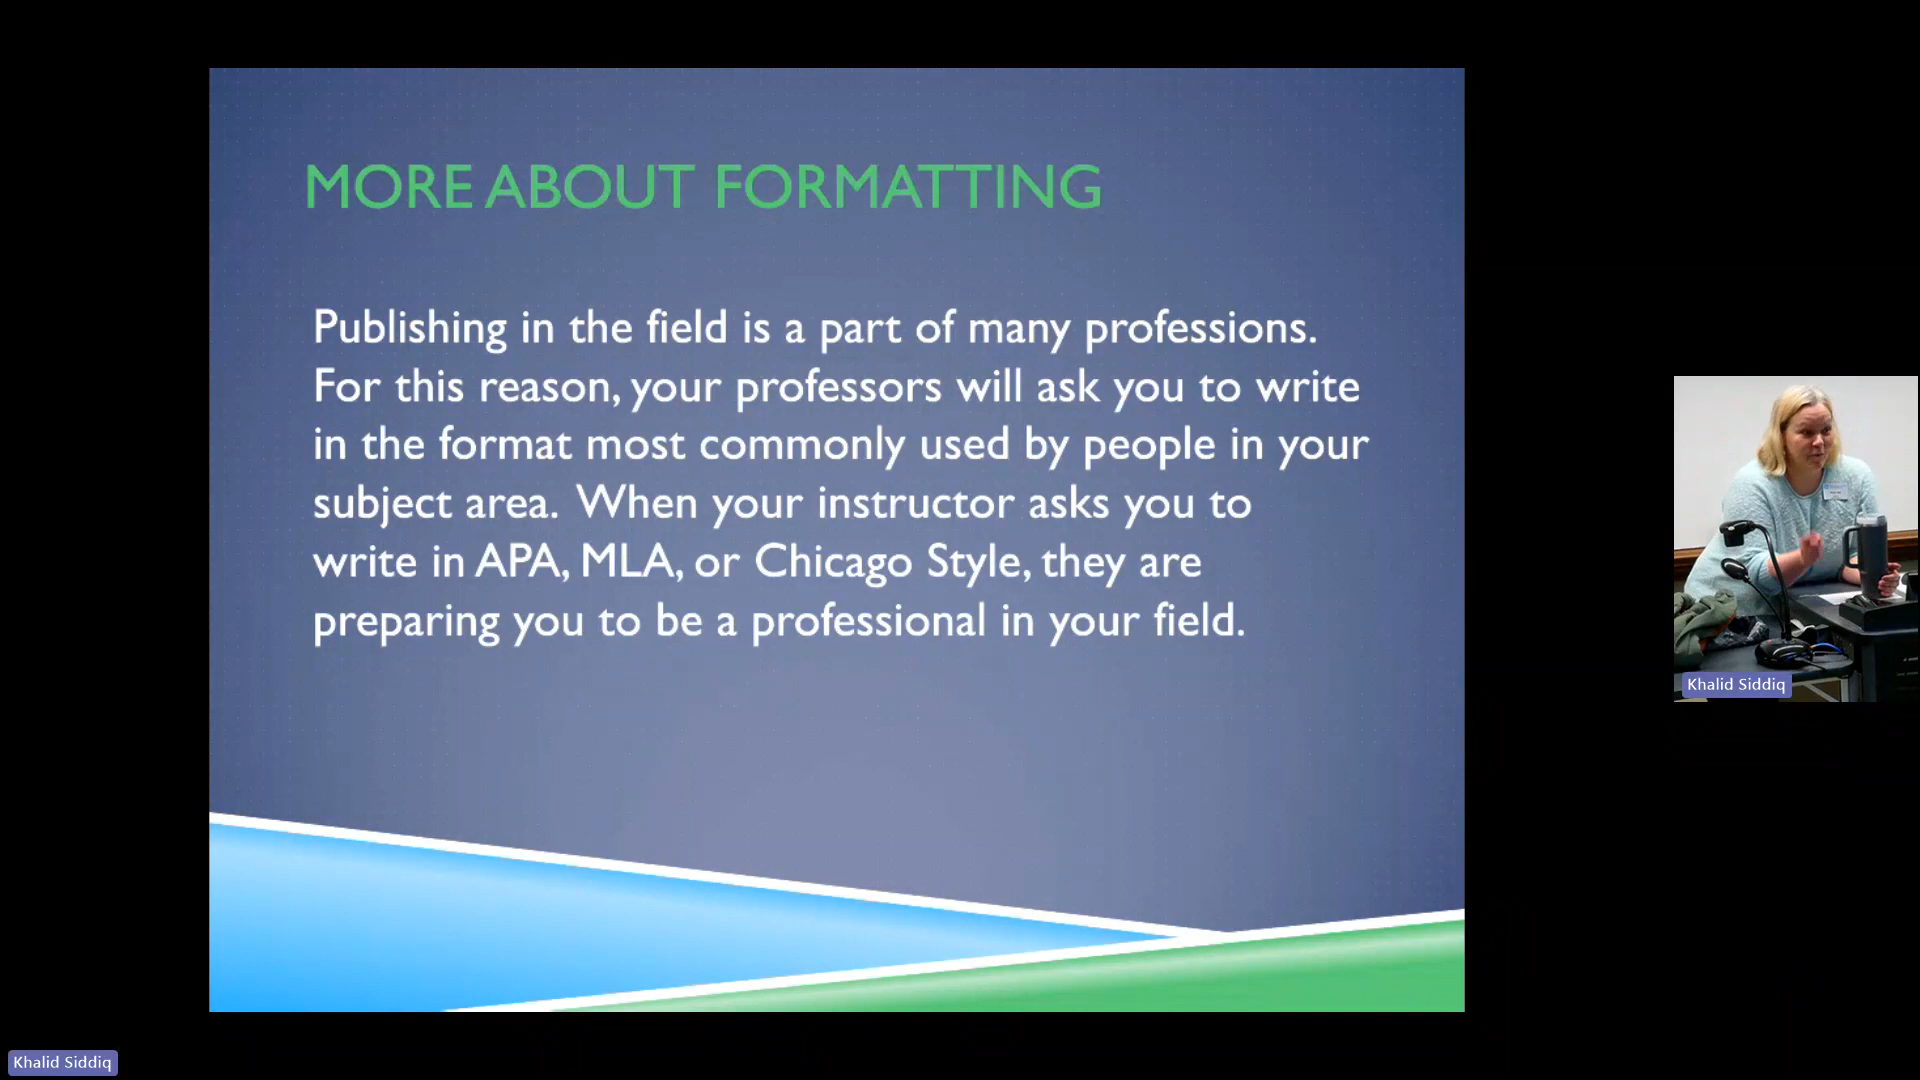 MORE ABOUT FORMATTING
Publishing in the field is a part of many professions.
For this reason, your professors will ask you to write
in the format most commonly used by people in your
subject area.  When your instructor asks you to
write in APA, MLA, or Chicago Style, they are
preparing you to be a professional in your field.
Khalid Siddiq
Khalid Siddiq